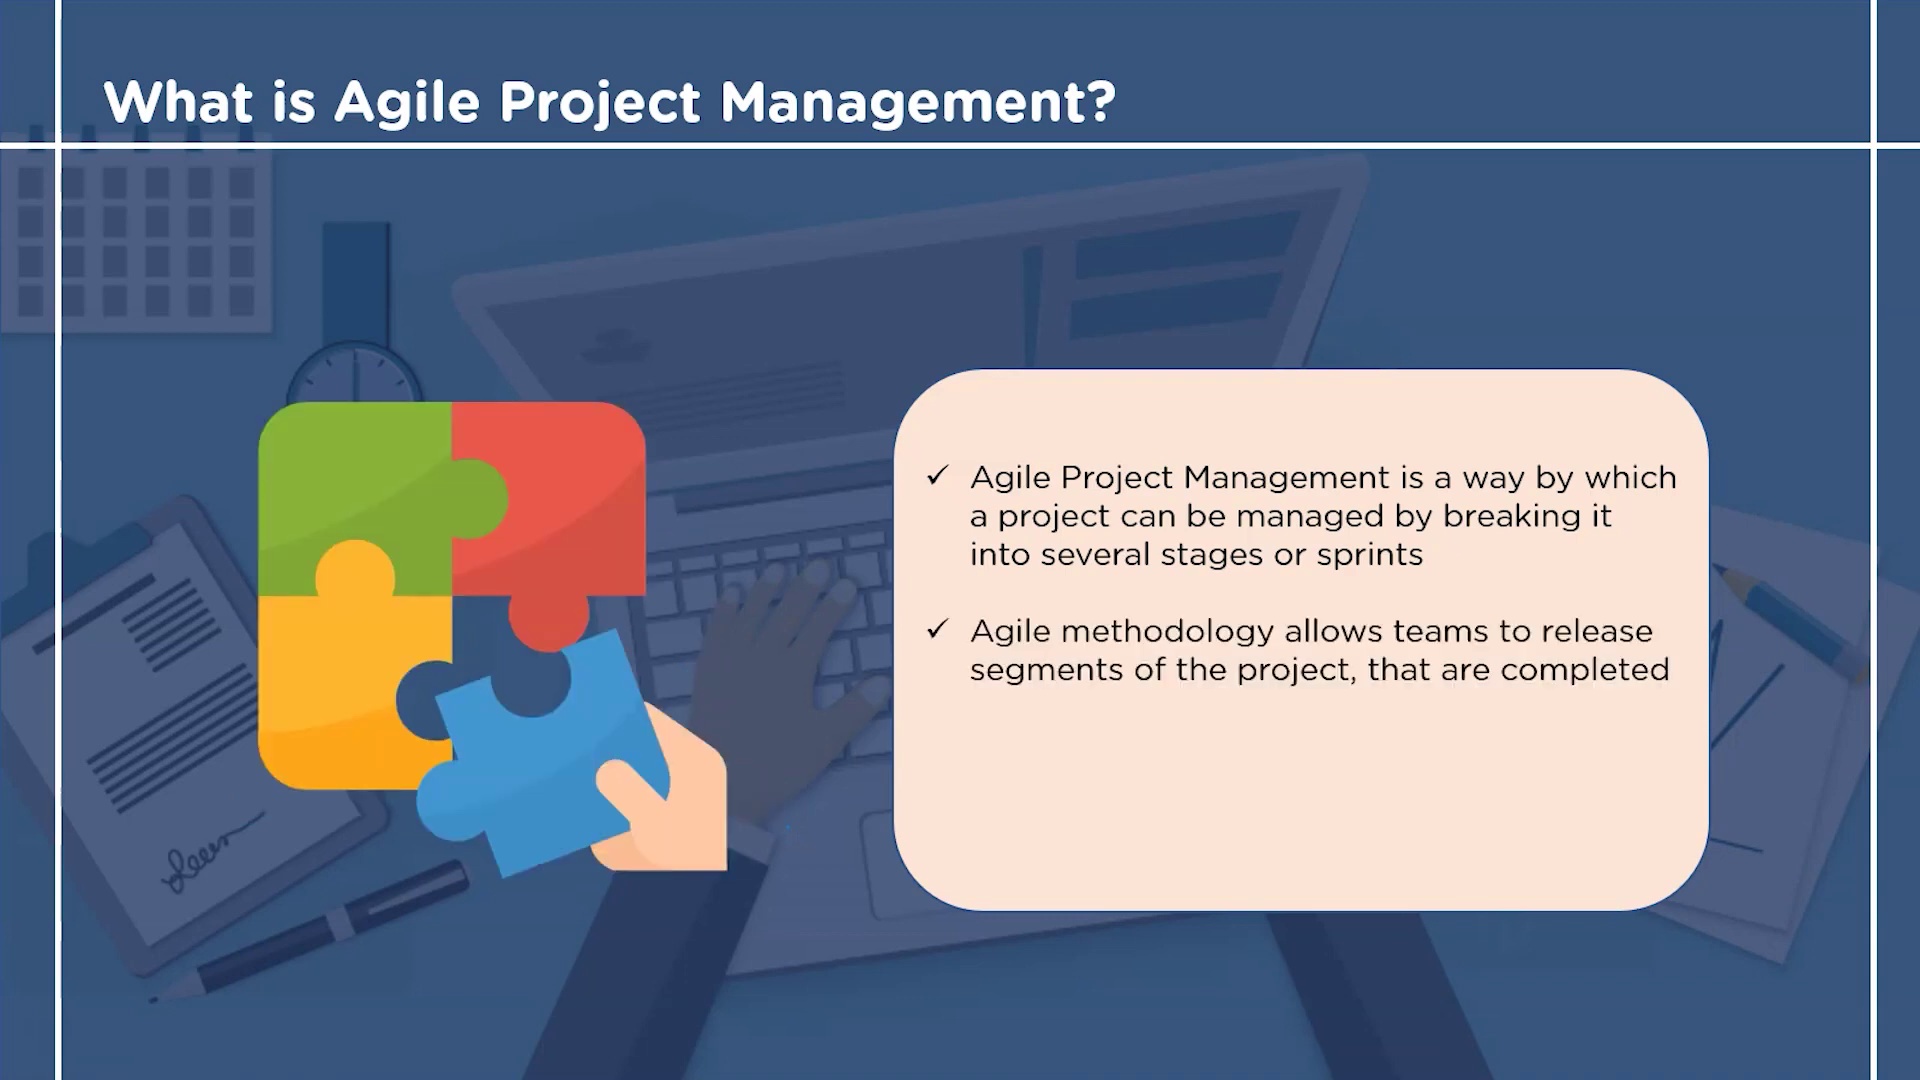 What is Agile Project Management?
✓ Agile Project Management is a way by which
a project can be managed by breaking it
into several stages or sprints
✓ Agile methodology allows teams to release
segments of the project, that are completed